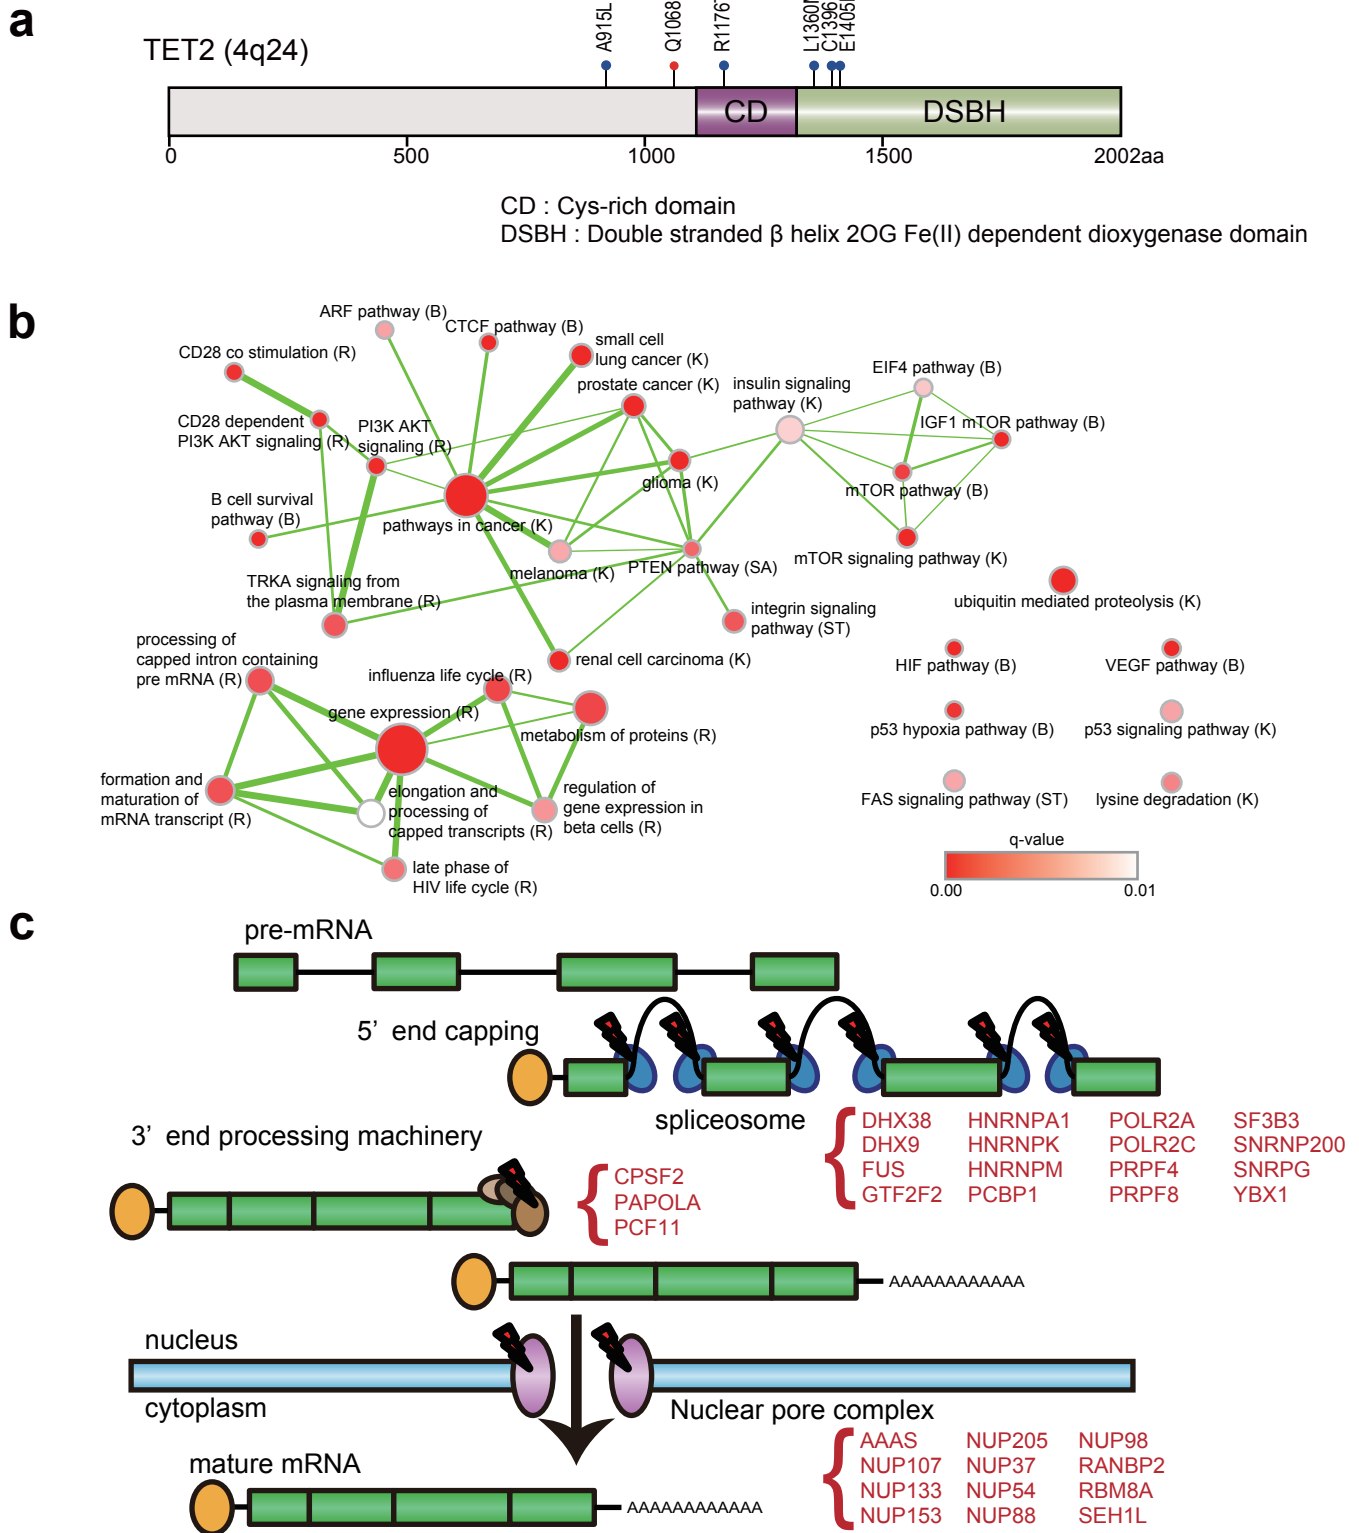 a
TET2 (4q24)
A915L
Q1068
R1176
L1360
C1396
E1405
CD
DSBH
0
500
1000
1500
2002aa
CD : Cys-rich domain
DSBH : Double stranded β helix 2OG Fe(II) dependent dioxygenase domain
b
ARF pathway (B)
CTCF pathway (B)
small cell
lung cancer (K)
CD28 co stimulation (R)
prostate cancer (K)
insulin signaling
pathway (K)
EIF4 pathway (B)
CD28 dependent
PI3K AKT signaling (R)
PI3K AKT
signaling (R)
IGF1 mTOR pathway (B)
glioma (K)
mTOR pathway (B)
B cell survival
pathway (B)
pathways in cancer (K)
mTOR signaling pathway (K)
melanoma (K)
PTEN pathway (SA)
TRKA signaling from
the plasma membrane (R)
ubiquitin mediated proteolysis (K)
integrin signaling
pathway (ST)
processing of
capped intron containing
pre mRNA (R)
renal cell carcinoma (K)
HIF pathway (B)
VEGF pathway (B)
influenza life cycle (R)
gene expression (R)
metabolism of proteins (R)
p53 hypoxia pathway (B)
p53 signaling pathway (K)
formation and
maturation of
mRNA transcript (R)
elongation and
processing of
capped transcripts (R)
regulation of
gene expression in
beta cells (R)
FAS signaling pathway (ST)
lysine degradation (K)
late phase of
HIV life cycle (R)
q-value
0.00
0.01
c
pre-mRNA
5’ end capping
spliceosome
DHX38 HNRNPA1 POLR2A SF3B3
DHX9 HNRNPK POLR2C SNRNP200
FUS HNRNPM PRPF4 SNRPG
GTF2F2 PCBP1 PRPF8 YBX1
3’ end processing machinery
CPSF2
PAPOLA
PCF11
AAAAAAAAAAAA
nucleus
cytoplasm
Nuclear pore complex
AAAS NUP205 NUP98
NUP107 NUP37 RANBP2
NUP133 NUP54 RBM8A
NUP153 NUP88 SEH1L
mature mRNA
AAAAAAAAAAAA